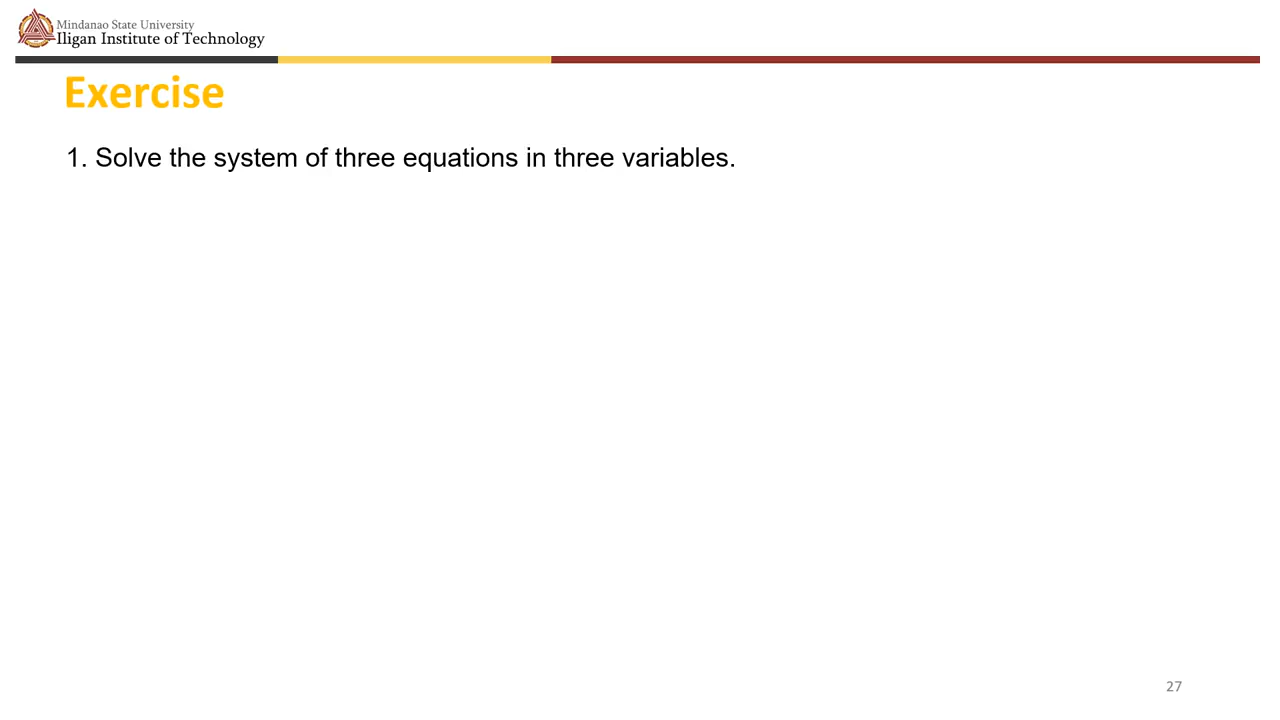 Mindanao State University
Iligan Institute of Technology
Exercise
1. Solve the system of three equations in three variables.
27